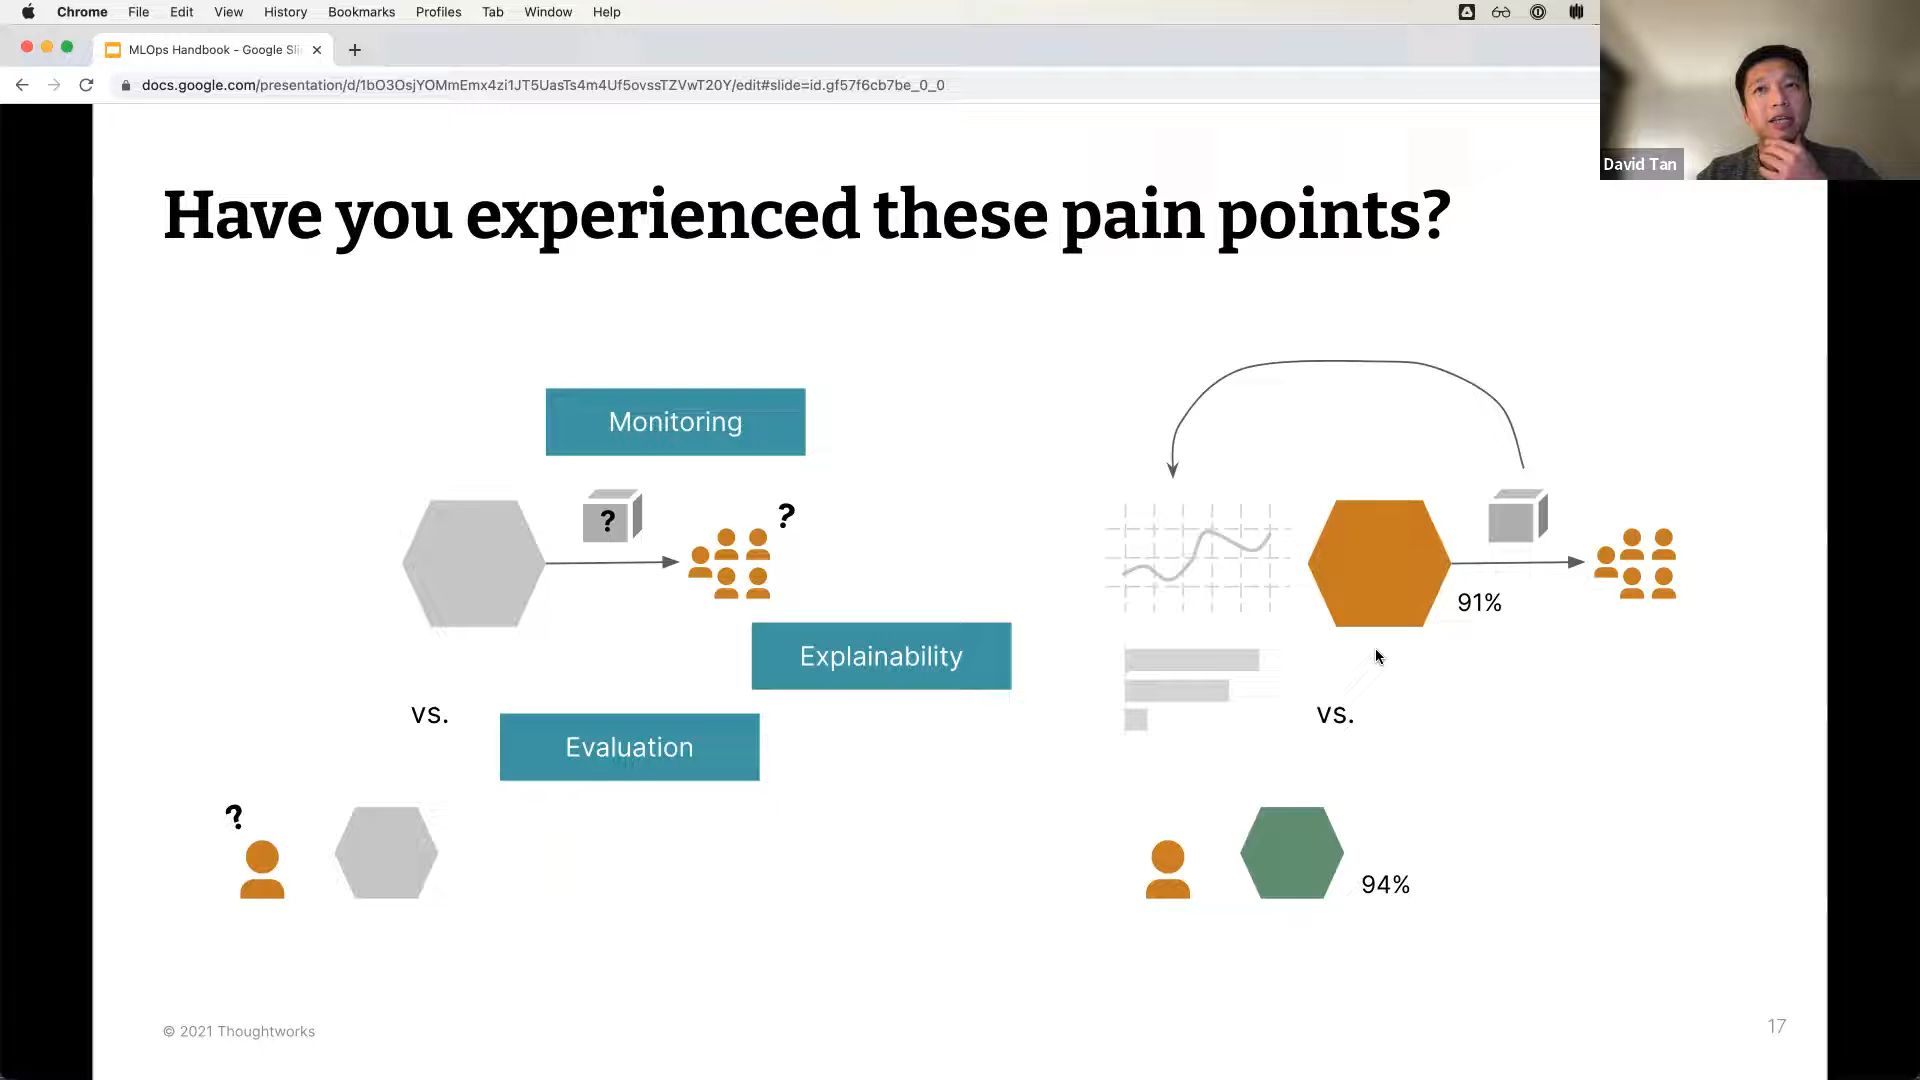 Chrome File Edit View History Bookmarks Profiles Tab Window Help
MLOps Handbook - Google Sli
docs.google.com/presentation/d/1bO3OsjYOMmEmx4zi1JT5UasTs4m4Uf5ovssTZVwT20Y/edit#slide=id.gf57f6cb7be_0_0
David Tan
Have you experienced these pain points?
Monitoring
?
?
91%
Explainability
vs.
vs.
Evaluation
?
94%
© 2021 Thoughtworks
17